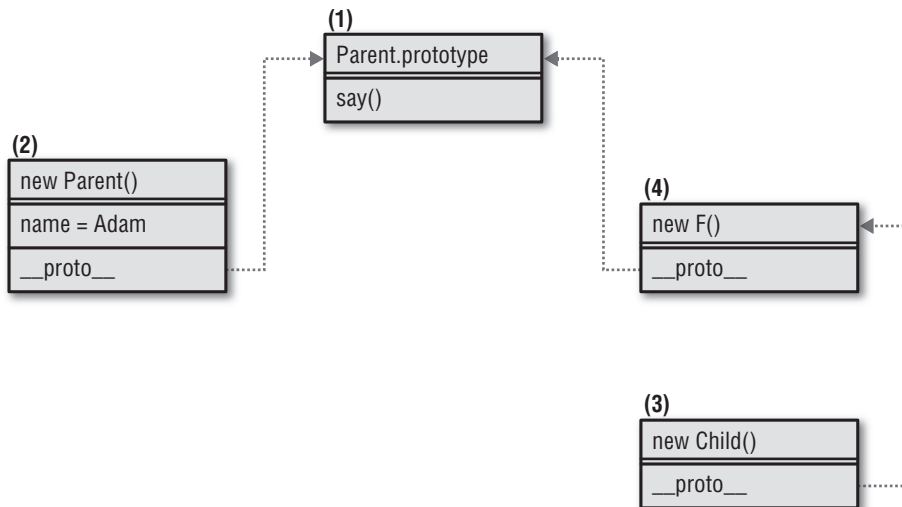 (1)
Parent.prototype
say()
(2)
new Parent()
name = Adam
__proto__
(4)
new F()
__proto__
(3)
new Child()
__proto__